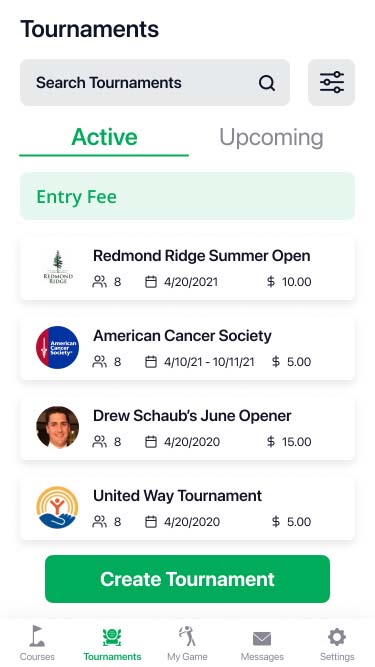 Tournaments
Search Tournaments
Active Upcoming
Entry Fee
REDMOND
RIDGE
Redmond Ridge Summer Open
8 4/20/2021 $ 10.00
American
Cancer
Society
American Cancer Society
8 4/10/21 - 10/11/21 $ 5.00
Drew Schaub's June Opener
8 4/20/2020 $ 15.00
United Way Tournament
8 4/20/2020 $ 5.00
Create Tournament
Courses Tournaments My Game Messages Settings